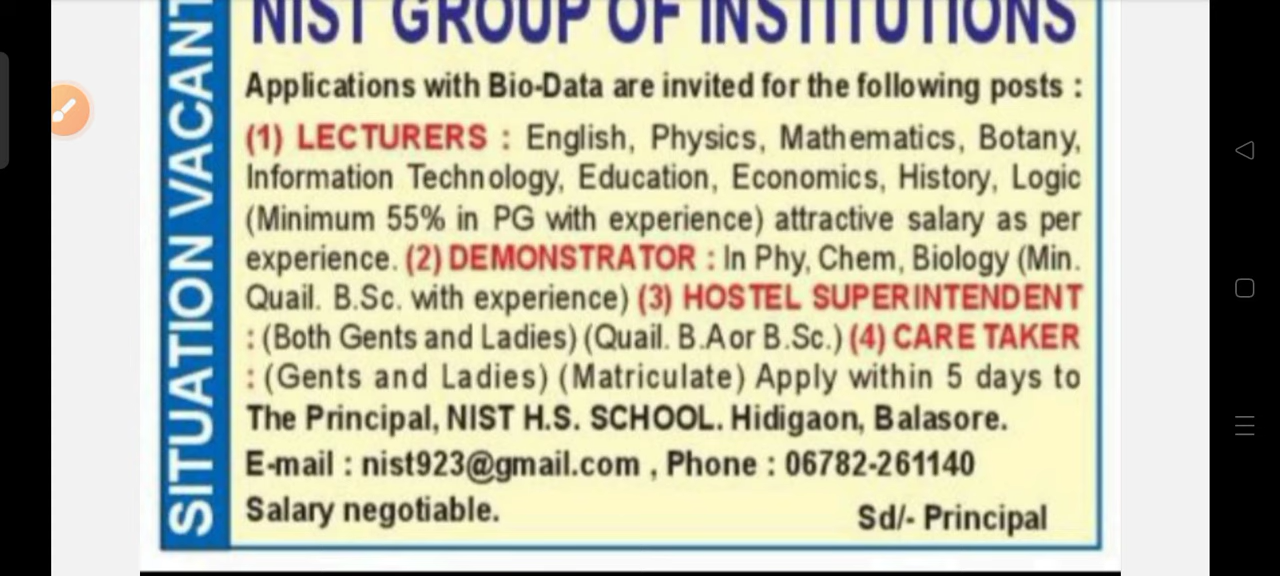 SITUATION VACANT
NIST GROUP OF INSTITUTIONS
Applications with Bio-Data are invited for the following posts :
(1) LECTURERS : English, Physics, Mathematics, Botany,
Information Technology, Education, Economics, History, Logic
(Minimum 55% in PG with experience) attractive salary as per
experience. (2) DEMONSTRATOR : In Phy, Chem, Biology (Min.
Quail. B.Sc. with experience) (3) HOSTEL SUPERINTENDENT
: (Both Gents and Ladies) (Quail. B.A or B.Sc.) (4) CARE TAKER
: (Gents and Ladies) (Matriculate) Apply within 5 days to
The Principal, NIST H.S. SCHOOL. Hidigaon, Balasore.
E-mail : nist923@gmail.com , Phone : 06782-261140
Salary negotiable.
Sd/- Principal